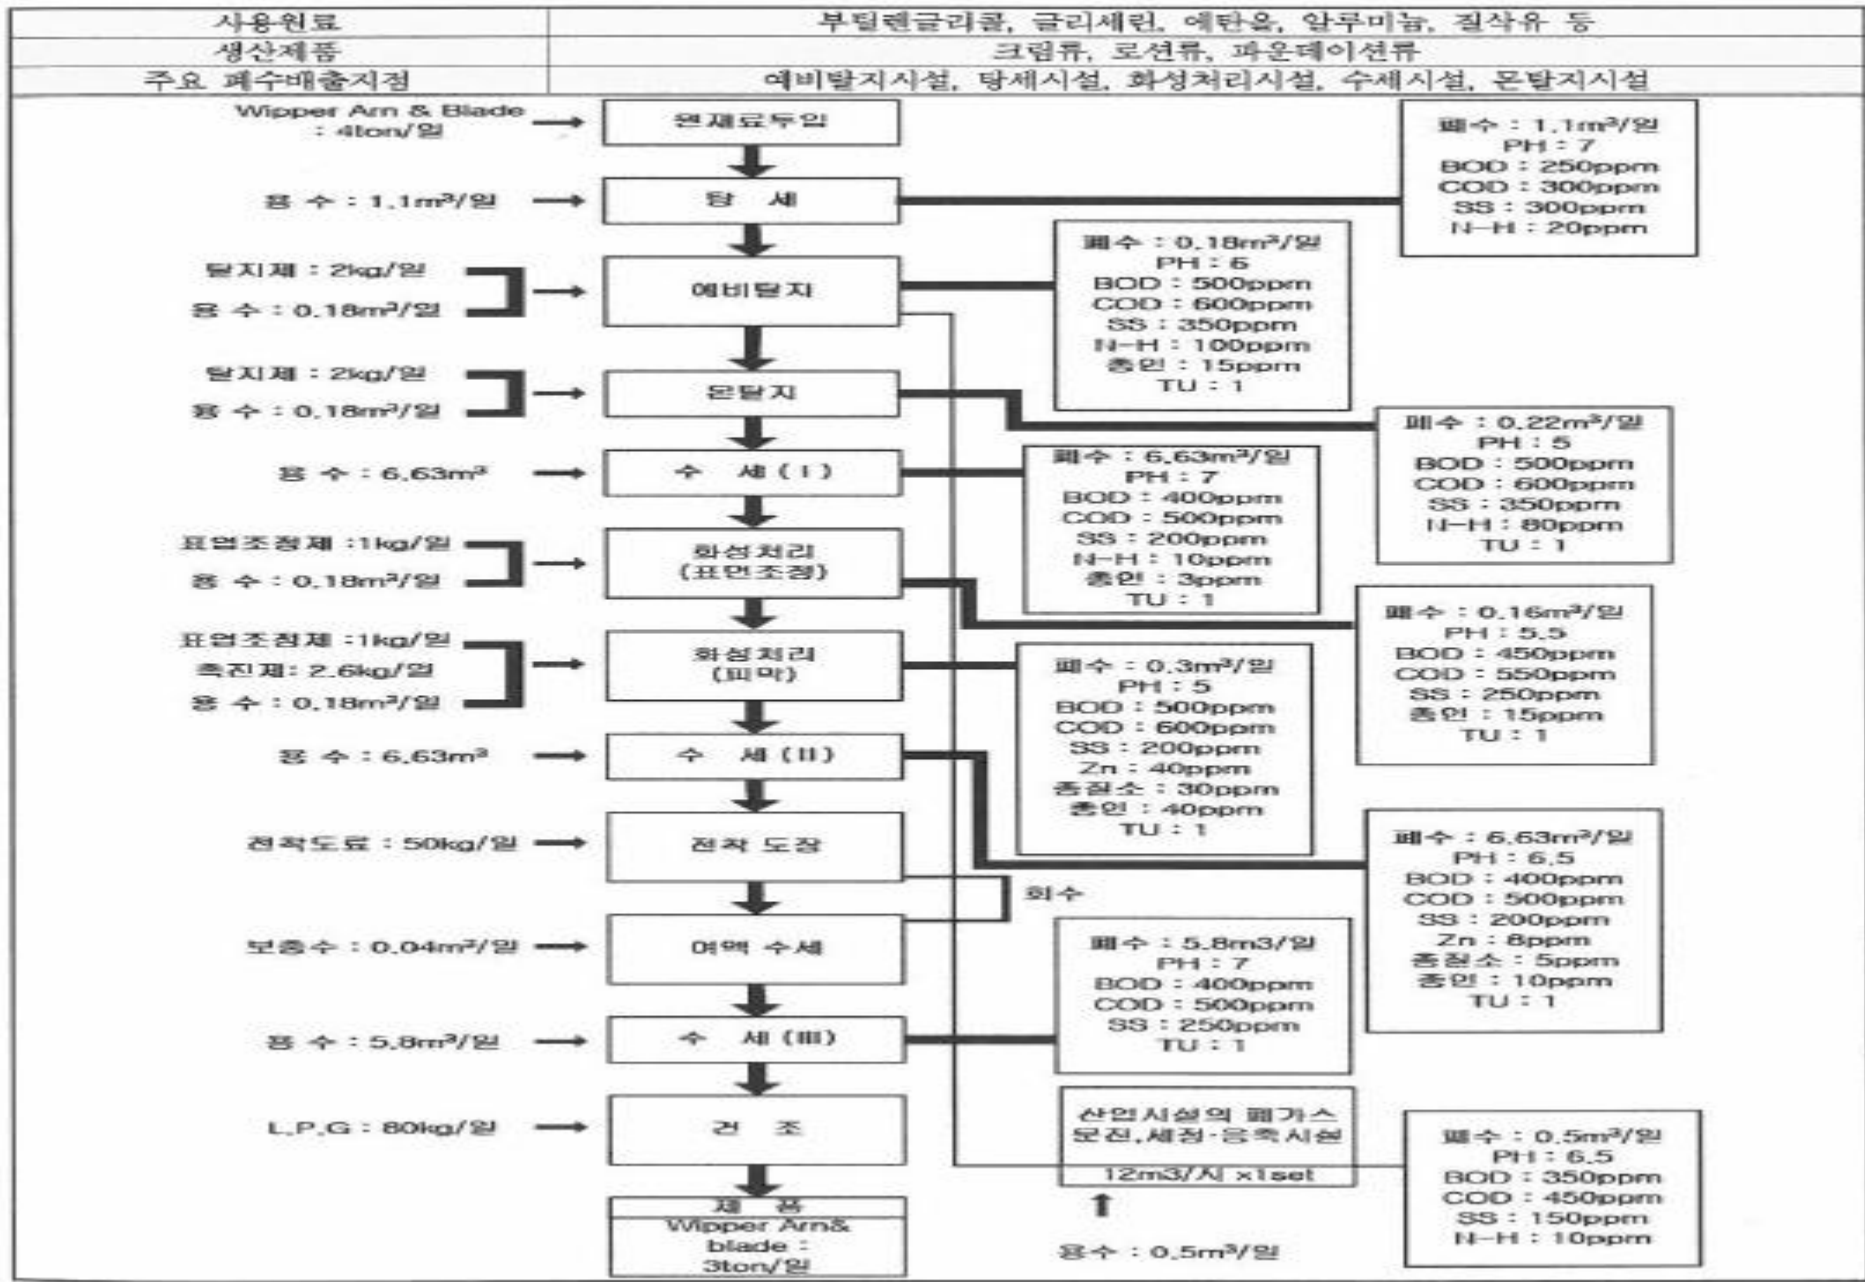 사용원료 부틸렌글리콜, 글리세린, 에탄올, 알루미늄, 질삭유 등
생산제품 크림류, 로션류, 파운데이션류
주요 폐수배출지점 예비탈지시설, 탕세시설, 화성처리시설, 수세시설, 본탈지시설
Wipper Arn & Blade
: 4ton/일
원재료투입
폐수 : 1.1m³/일
PH : 7
BOD : 250ppm
COD : 300ppm
SS : 300ppm
N-H : 20ppm
용 수 : 1.1m³/일
탕 세
탈지제 : 2kg/일
용 수 : 0.18m³/일
예비탈지
폐수 : 0.18m³/일
PH : 6
BOD : 500ppm
COD : 600ppm
SS : 350ppm
N-H : 100ppm
총인 : 15ppm
TU : 1
탈지제 : 2kg/일
용 수 : 0.18m³/일
본탈지
폐수 : 0.22m³/일
PH : 5
BOD : 500ppm
COD : 600ppm
SS : 350ppm
N-H : 80ppm
TU : 1
용 수 : 6.63m³
수 세 ( I )
폐수 : 6.63m³/일
PH : 7
BOD : 400ppm
COD : 500ppm
SS : 200ppm
N-H : 10ppm
총인 : 3ppm
TU : 1
표업조정제 :1kg/일
용 수 : 0.18m³/일
화성처리
(표면조정)
폐수 : 0.16m³/일
PH : 5.5
BOD : 450ppm
COD : 550ppm
SS : 250ppm
총인 : 15ppm
TU : 1
표업조정제 :1kg/일
촉진제: 2.6kg/일
용 수 : 0.18m³/일
화성처리
(피막)
폐수 : 0.3m³/일
PH : 5
BOD : 500ppm
COD : 600ppm
SS : 200ppm
Zn : 40ppm
총질소 : 30ppm
총인 : 40ppm
TU : 1
용 수 : 6.63m³
수 세 ( II )
폐수 : 6.63m³/일
PH : 6.5
BOD : 400ppm
COD : 500ppm
SS : 200ppm
Zn : 8ppm
총질소 : 5ppm
총인 : 10ppm
TU : 1
전착도료 : 50kg/일
전착 도장
회수
보충수 : 0.04m³/일
여액 수세
폐수 : 5.8m3/일
PH : 7
BOD : 400ppm
COD : 500ppm
SS : 250ppm
TU : 1
용 수 : 5.8m³/일
수 세 (III)
L.P.G : 80kg/일
건 조
산업시설의 폐가스
분진,세정·응축시설
12m3/시 x1set
용수 : 0.5m³/일
폐수 : 0.5m³/일
PH : 6.5
BOD : 350ppm
COD : 450ppm
SS : 150ppm
N-H : 10ppm
제 품
Wipper Arn&
blade :
3ton/일